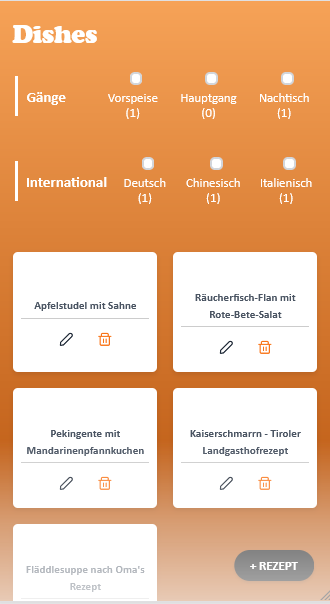 Dishes
Gänge
Vorspeise
(1)
Hauptgang
(0)
Nachtisch
(1)
International
Deutsch
(1)
Chinesisch
(1)
Italienisch
(1)
Apfelstudel mit Sahne
Räucherfisch-Flan mit
Rote-Bete-Salat
Pekingente mit
Mandarinenpfannkuchen
Kaiserschmarrn - Tiroler
Landgasthofrezept
Fläddlesuppe nach Oma's
Rezept
+ REZEPT